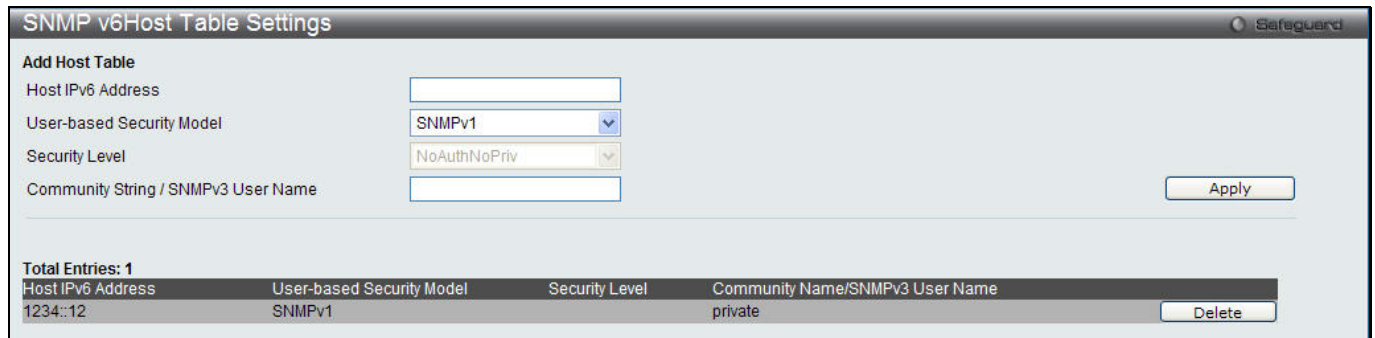 SNMP v6Host Table Settings Safeguard
Add Host Table
Host IPv6 Address
User-based Security Model SNMPv1
Security Level NoAuthNoPriv
Community String / SNMPv3 User Name Apply
Total Entries: 1
Host IPv6 Address User-based Security Model Security Level Community Name/SNMPv3 User Name
1234::12 SNMPv1 private Delete